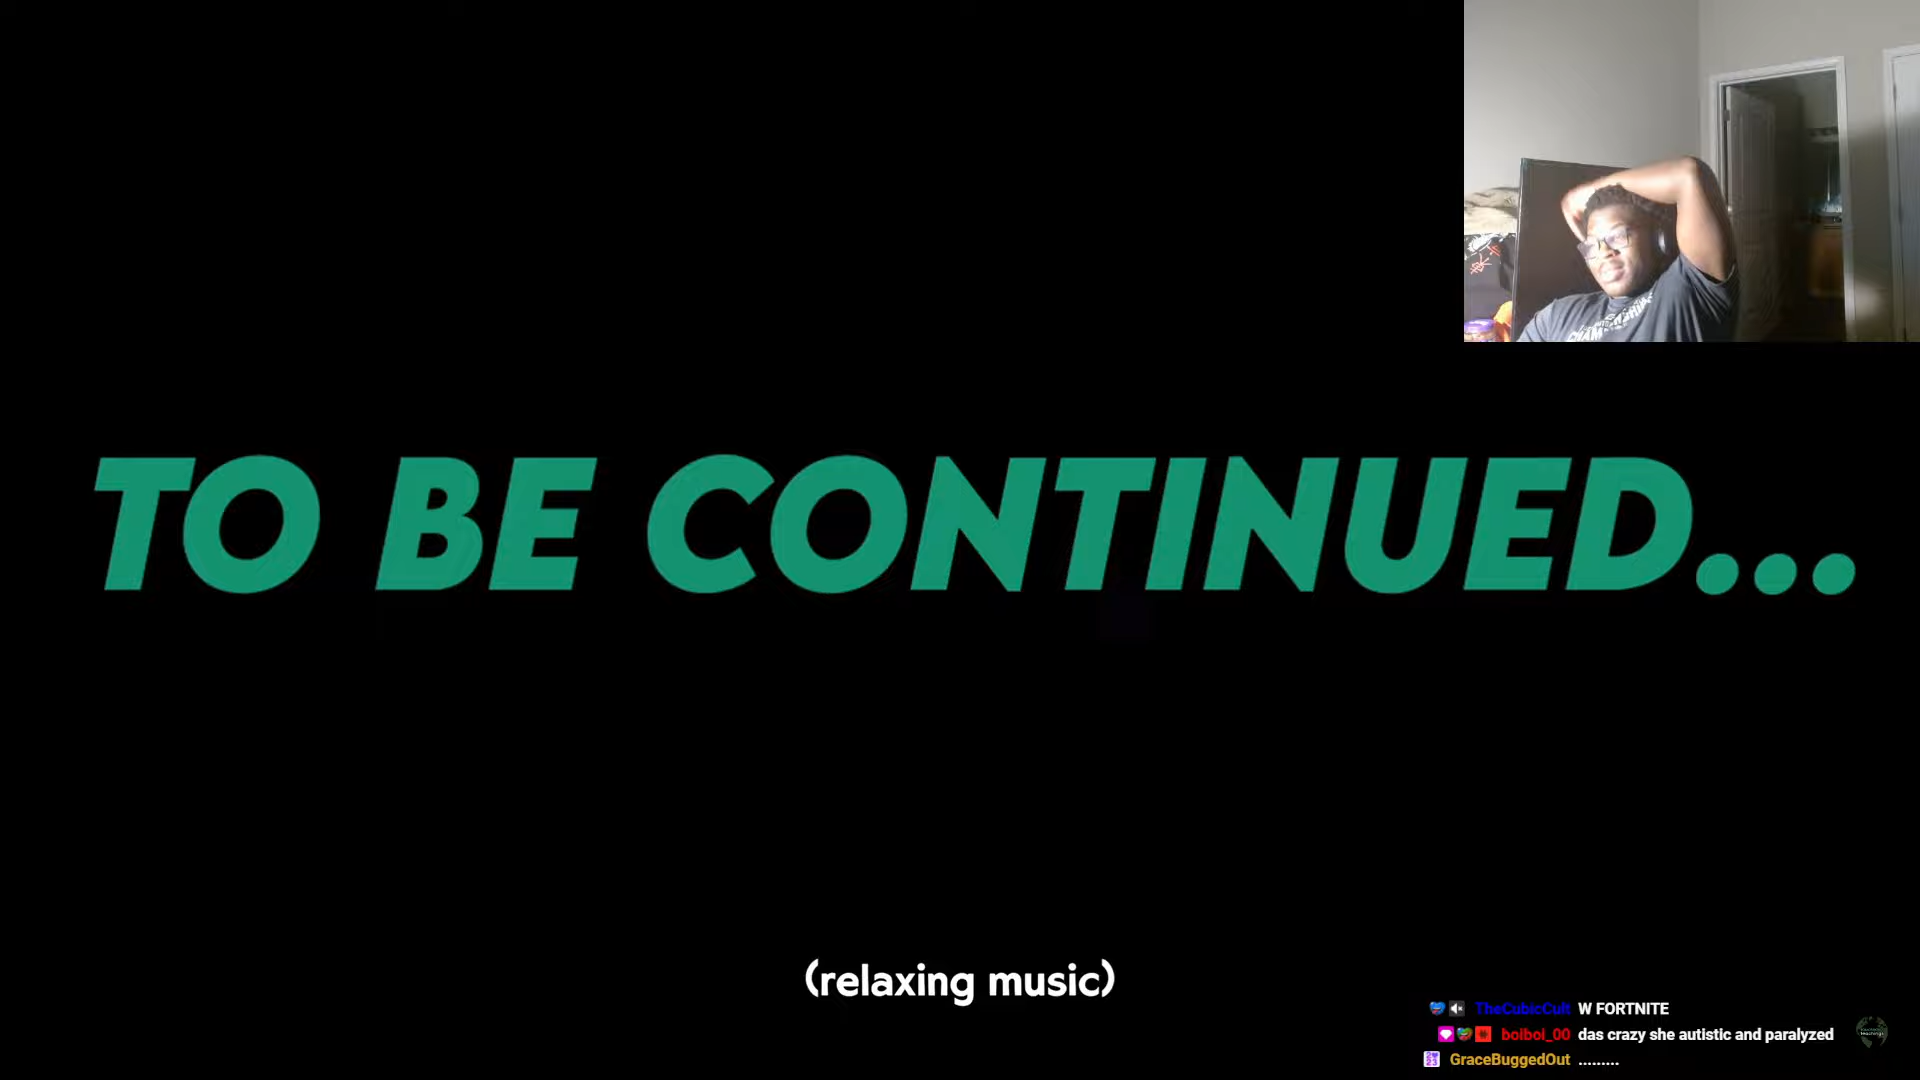 TO BE CONTINUED...
(relaxing music)
TheCubicCult W FORTNITE
boiboi_00 das crazy she autistic and paralyzed
GraceBuggedOut .........